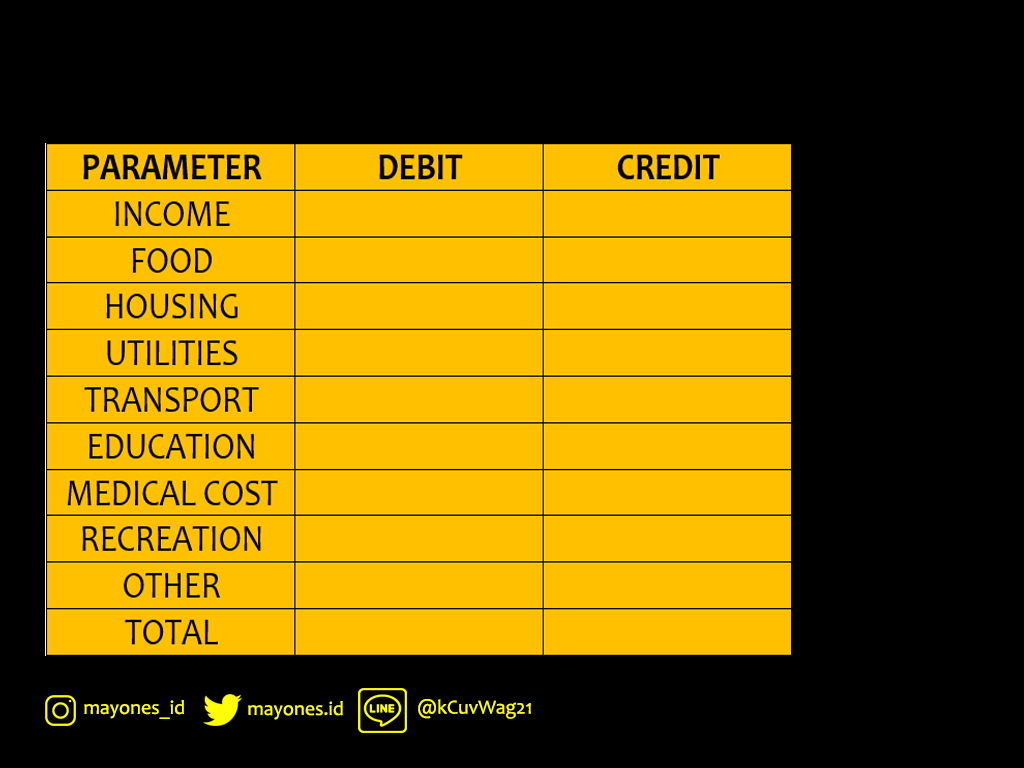 PARAMETER DEBIT CREDIT
INCOME
FOOD
HOUSING
UTILITIES
TRANSPORT
EDUCATION
MEDICAL COST
RECREATION
OTHER
TOTAL
mayones_id mayones.id LINE @kCuvWag21